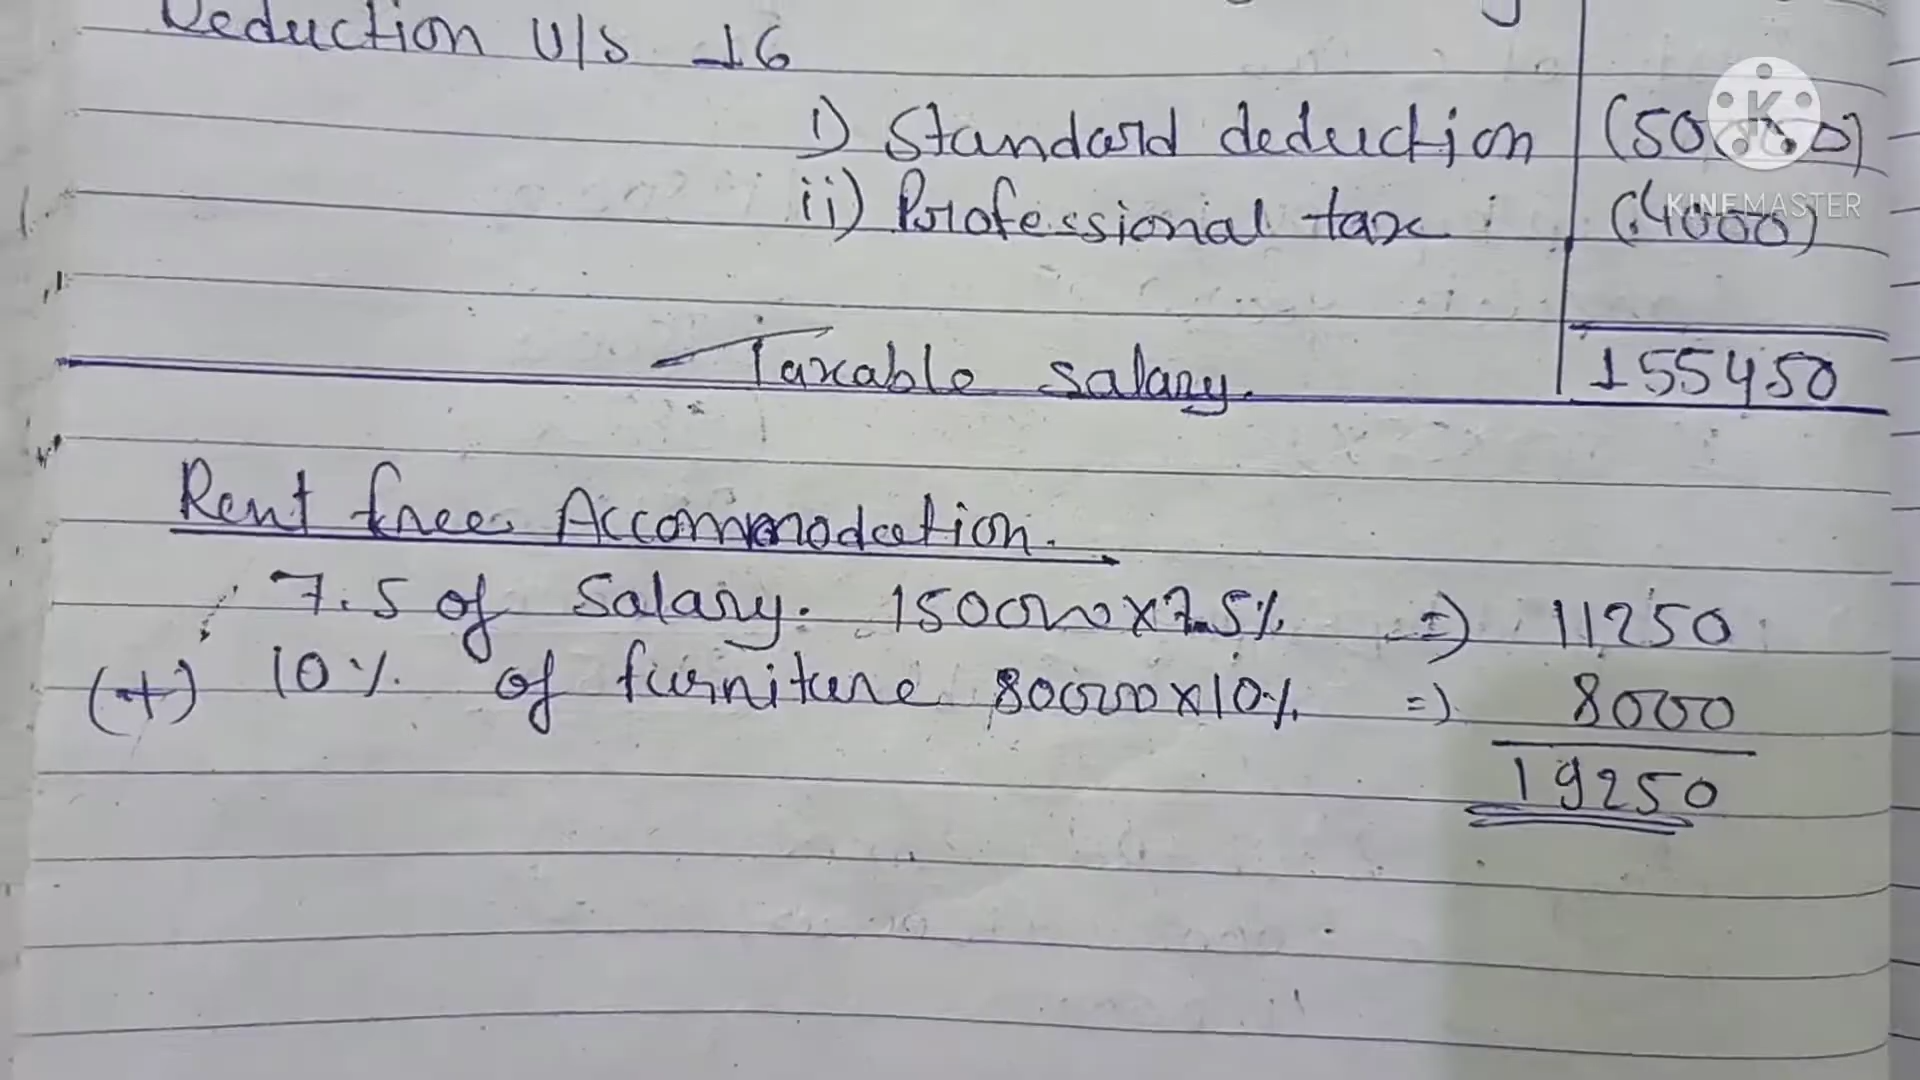 Deduction U/S 16
i) Standard deduction (50000)
ii) Professional tax (4000)
KINEMASTER
Taxable salary. 155450
Rent free Accommodation.
7.5 of Salary. 150000x7.5% => 11250
(+) 10% of furniture 80000x10% => 8000
19250